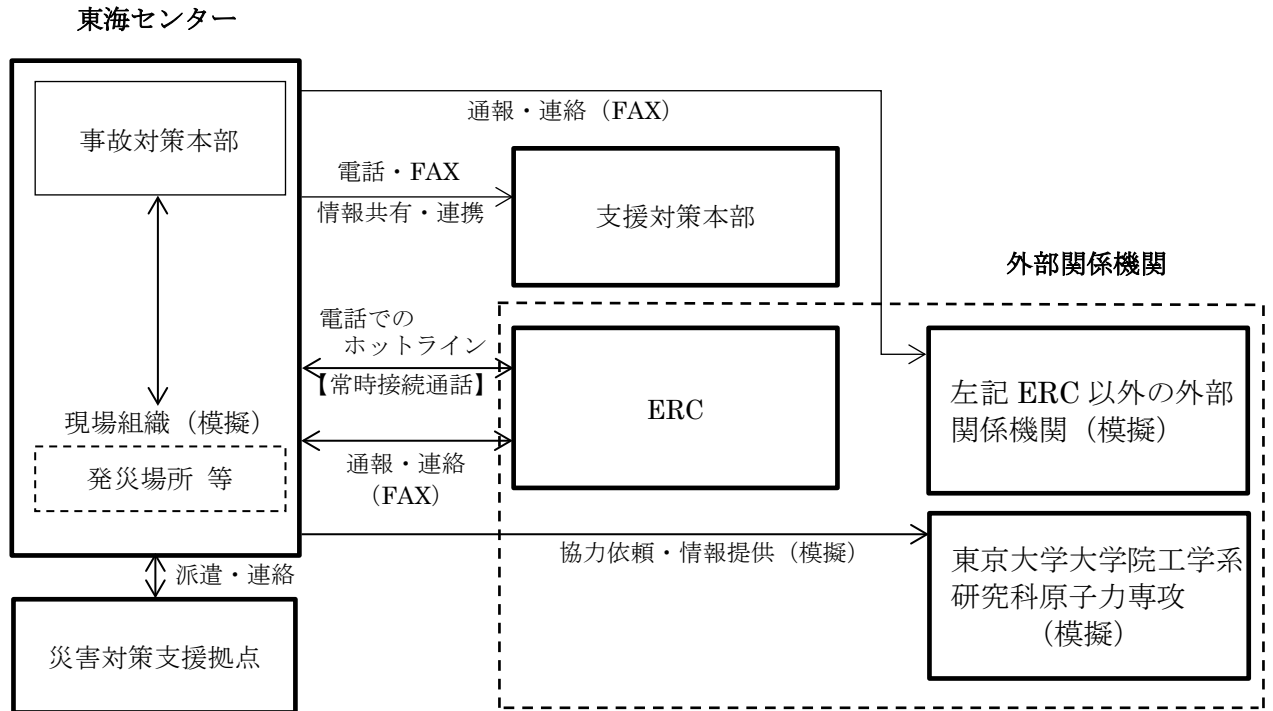 東海センター
事故対策本部
通報・連絡（FAX）
電話・FAX
情報共有・連携
支援対策本部
外部関係機関
電話での
ホットライン
【常時接続通話】
ERC
左記 ERC 以外の外部
関係機関（模擬）
現場組織（模擬）
発災場所 等
通報・連絡
（FAX）
協力依頼・情報提供（模擬）
東京大学大学院工学系
研究科原子力専攻
（模擬）
派遣・連絡
災害対策支援拠点